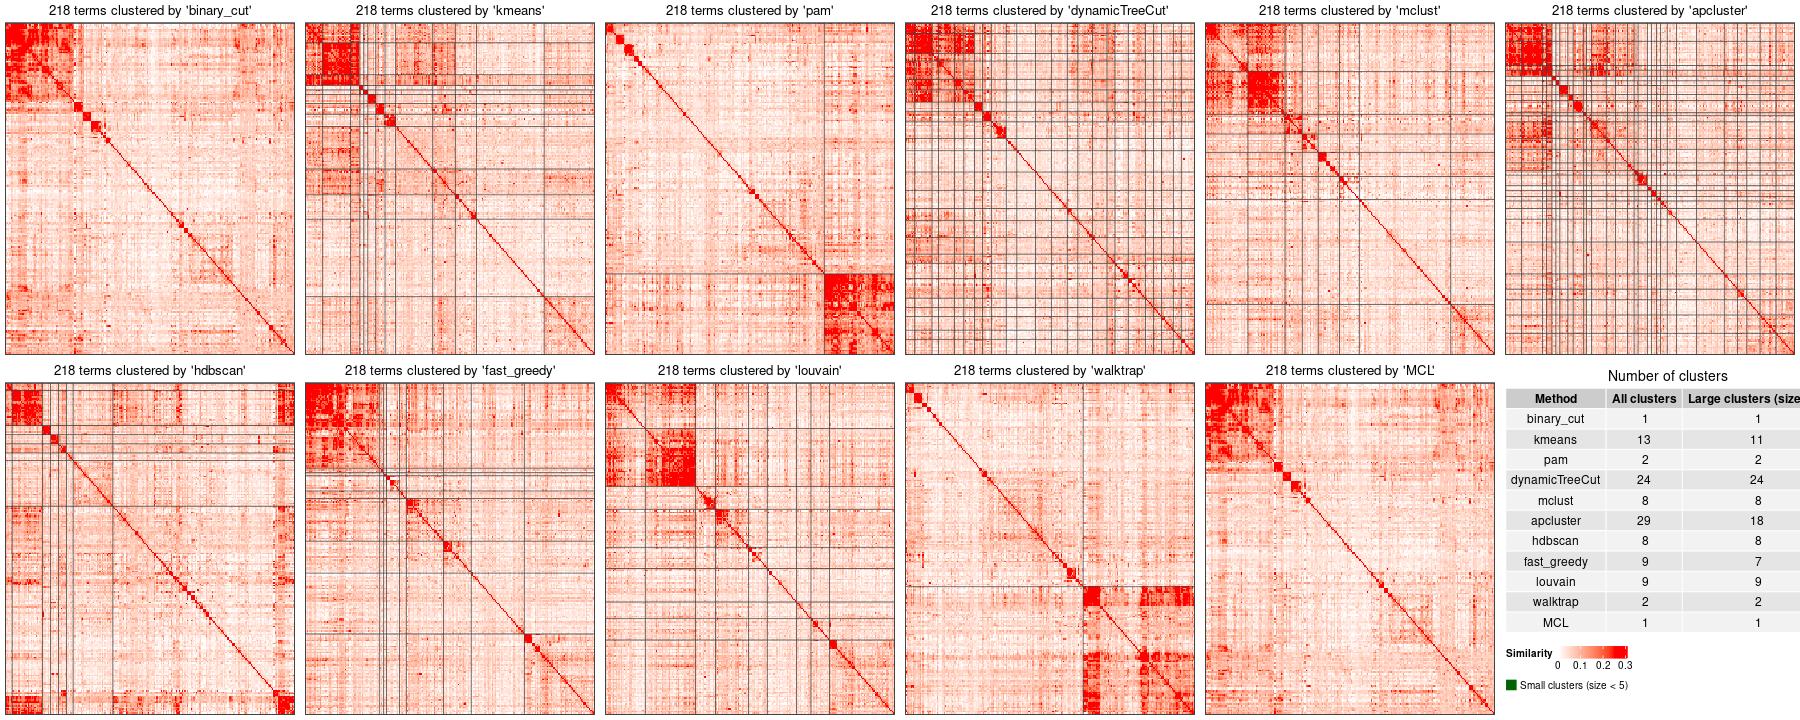 218 terms clustered by 'binary_cut'
218 terms clustered by 'kmeans'
218 terms clustered by 'pam'
218 terms clustered by 'dynamicTreeCut'
218 terms clustered by 'mclust'
218 terms clustered by 'apcluster'
218 terms clustered by 'hdbscan'
218 terms clustered by 'fast_greedy'
218 terms clustered by 'louvain'
218 terms clustered by 'walktrap'
218 terms clustered by 'MCL'
Number of clusters
Method All clusters Large clusters (size
binary_cut 1 1
kmeans 13 11
pam 2 2
dynamicTreeCut 24 24
mclust 8 8
apcluster 29 18
hdbscan 8 8
fast_greedy 9 7
louvain 9 9
walktrap 2 2
MCL 1 1
Similarity
0 0.1 0.2 0.3
Small clusters (size < 5)